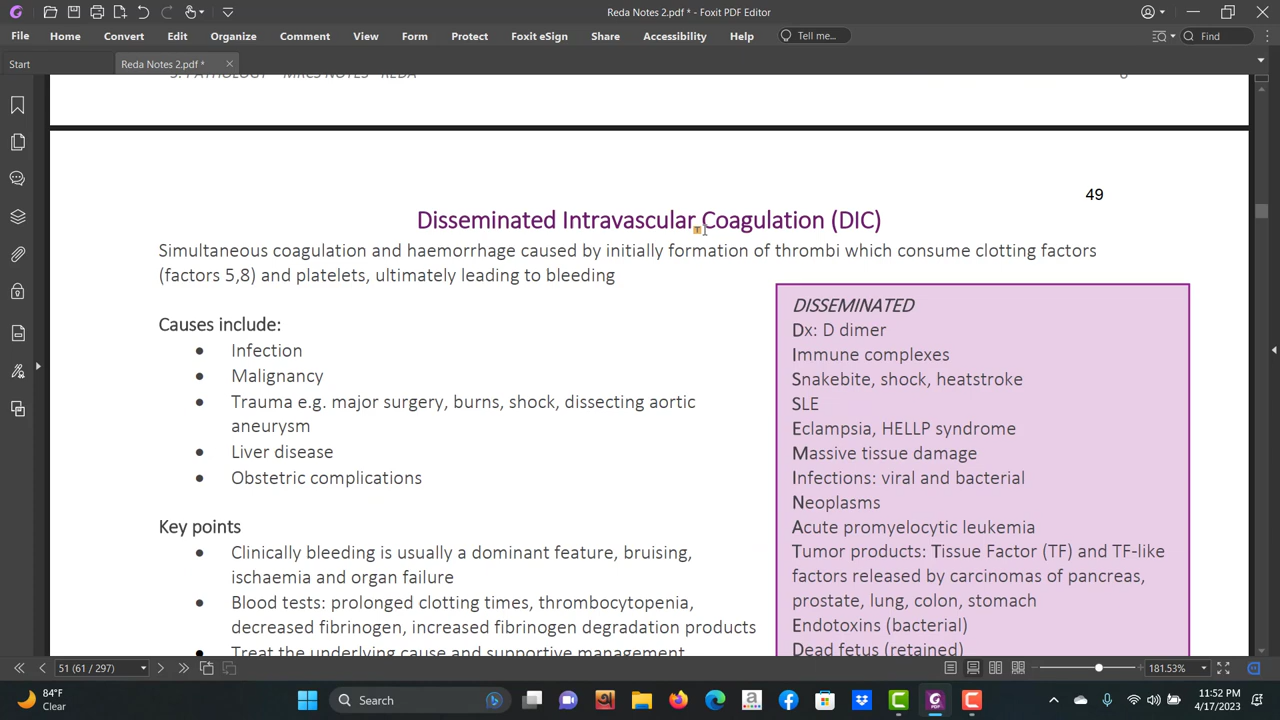 Reda Notes 2.pdf * - Foxit PDF Editor
File Home Convert Edit Organize Comment View Form Protect Foxit eSign Share Accessibility Help Tell me... Find
Start Reda Notes 2.pdf *
49
Disseminated Intravascular Coagulation (DIC)
Simultaneous coagulation and haemorrhage caused by initially formation of thrombi which consume clotting factors
(factors 5,8) and platelets, ultimately leading to bleeding
Causes include:
• Infection
• Malignancy
• Trauma e.g. major surgery, burns, shock, dissecting aortic
aneurysm
• Liver disease
• Obstetric complications
Key points
• Clinically bleeding is usually a dominant feature, bruising,
ischaemia and organ failure
• Blood tests: prolonged clotting times, thrombocytopenia,
decreased fibrinogen, increased fibrinogen degradation products
• Treat the underlying cause and supportive management
DISSEMINATED
Dx: D dimer
Immune complexes
Snakebite, shock, heatstroke
SLE
Eclampsia, HELLP syndrome
Massive tissue damage
Infections: viral and bacterial
Neoplasms
Acute promyelocytic leukemia
Tumor products: Tissue Factor (TF) and TF-like
factors released by carcinomas of pancreas,
prostate, lung, colon, stomach
Endotoxins (bacterial)
Dead fetus (retained)
51 (61 / 297) 181.53%
84°F
Clear
Search
11:52 PM
4/17/2023